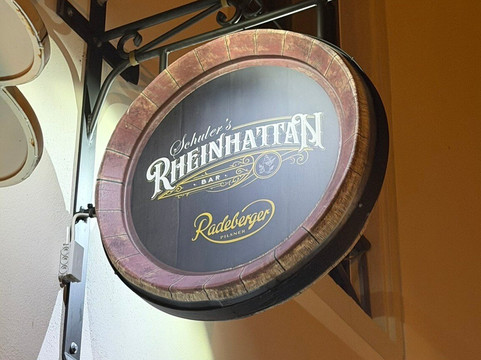 Schuler's
RHEINHATTAN
BAR
Radeberger
PILSNER